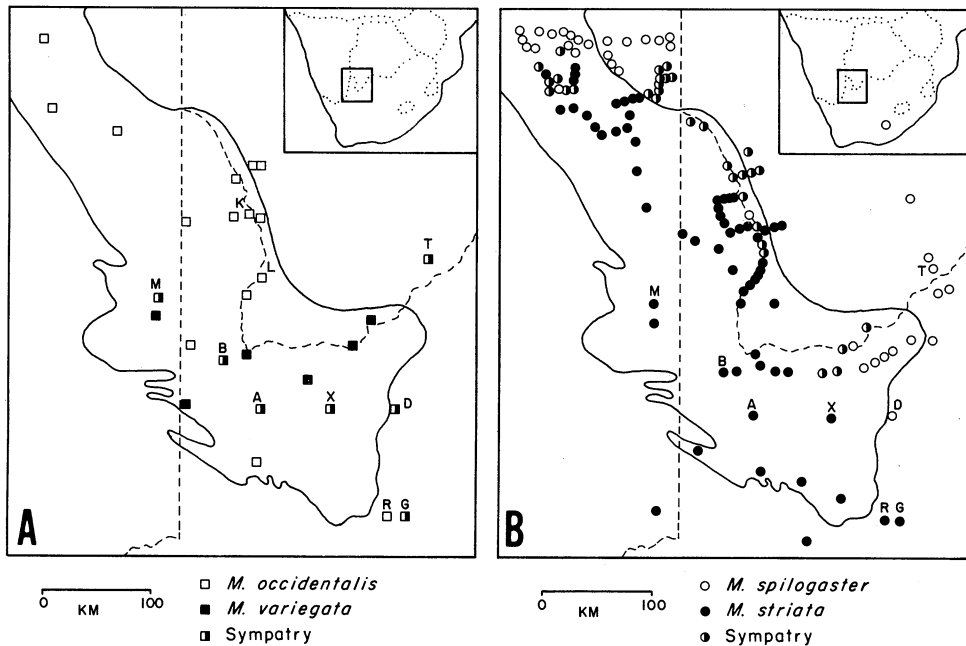 K
T
L
M
B
A
X
D
R G
A
0 100
KM
M. occidentalis
M. variegata
Sympatry
T
M
B
A
X
D
R G
B
0 100
KM
M. spilogaster
M. striata
Sympatry